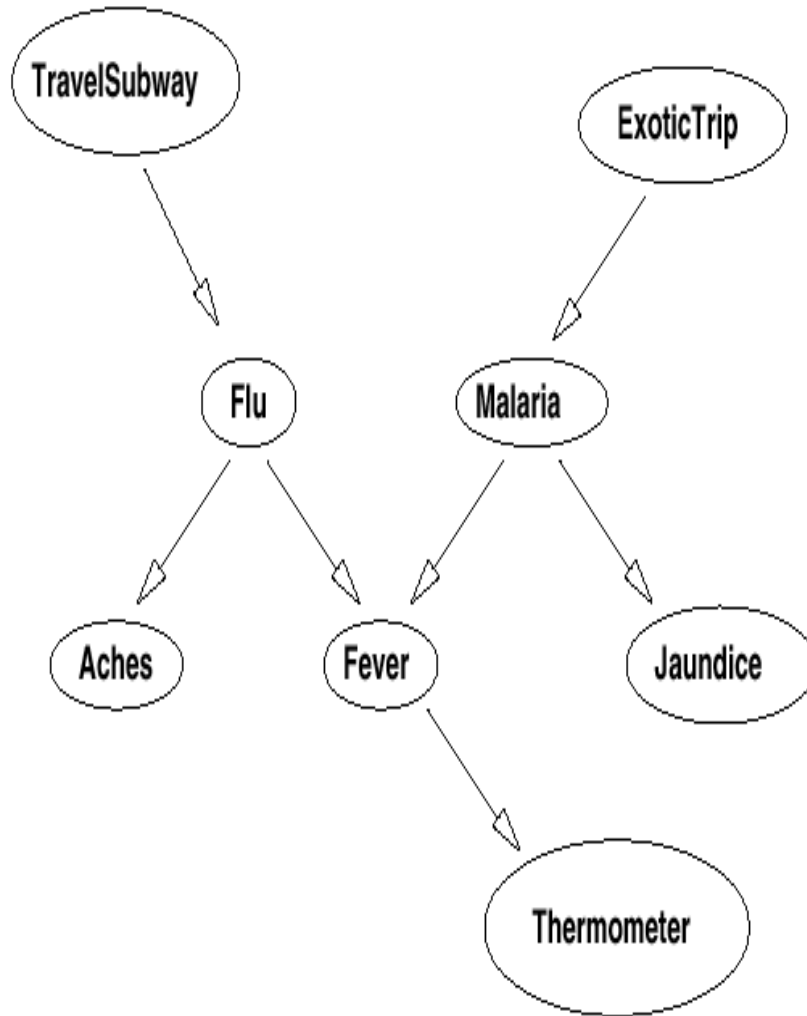 TravelSubway
ExoticTrip
Flu
Malaria
Aches
Fever
Jaundice
Thermometer